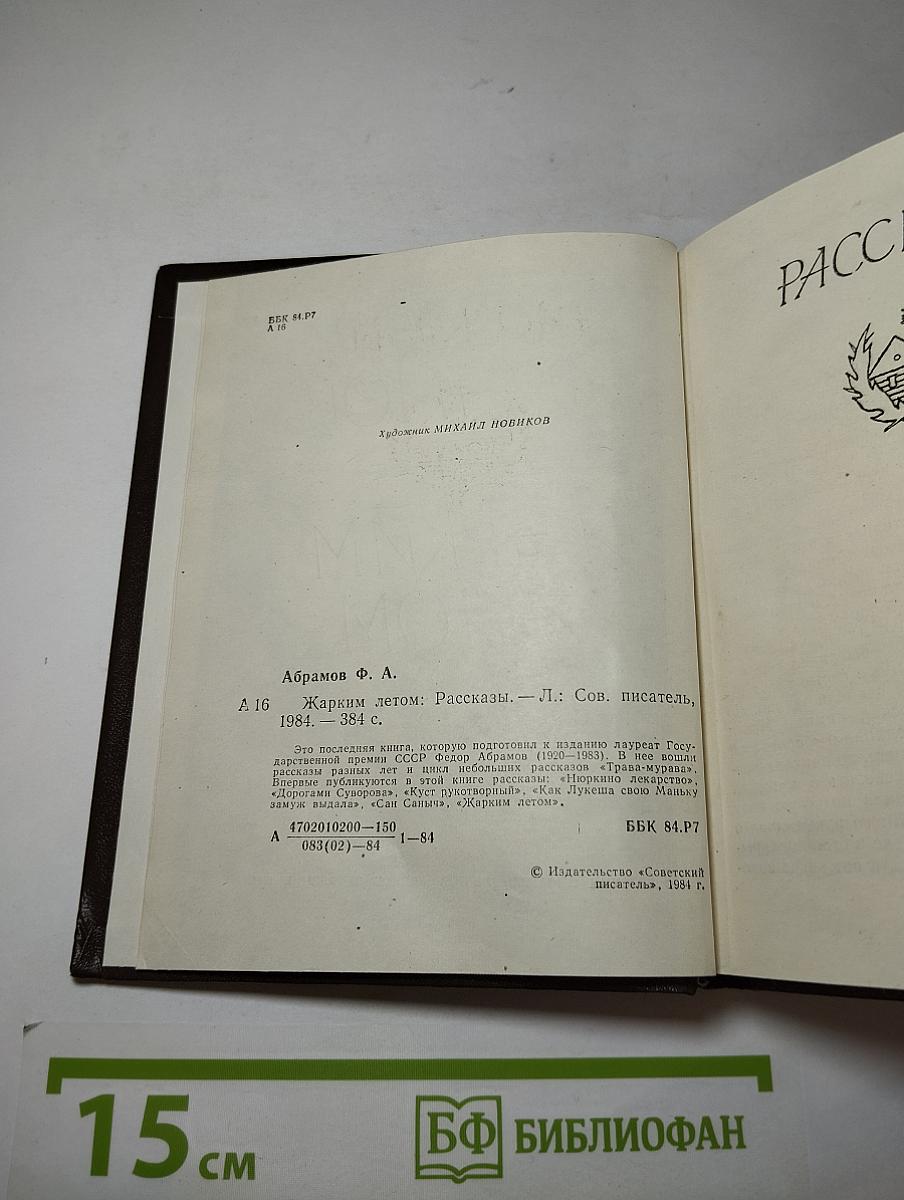 ББК 84.Р7
А 16
Художник МИХАИЛ НОВИКОВ
Абрамов Ф. А.
А 16 Жарким летом: Рассказы. — Л.: Сов. писатель,
1984. — 384 с.
Это последняя книга, которую подготовил к изданию лауреат Госу-
дарственной премии СССР Федор Абрамов (1920—1983). В нее вошли
рассказы разных лет и цикл небольших рассказов «Трава-мурава».
Впервые публикуются в этой книге рассказы: «Нюркино лекарство»,
«Дорогами Суворова», «Куст рукотворный», «Как Лукеша свою Маньку
замуж выдала», «Сан Саныч», «Жарким летом».
А 4702010200—150
083(02)—84 1—84
ББК 84.Р7
© Издательство «Советский
писатель», 1984 г.
РАСС
15 см
БФ БИБЛИОФАН